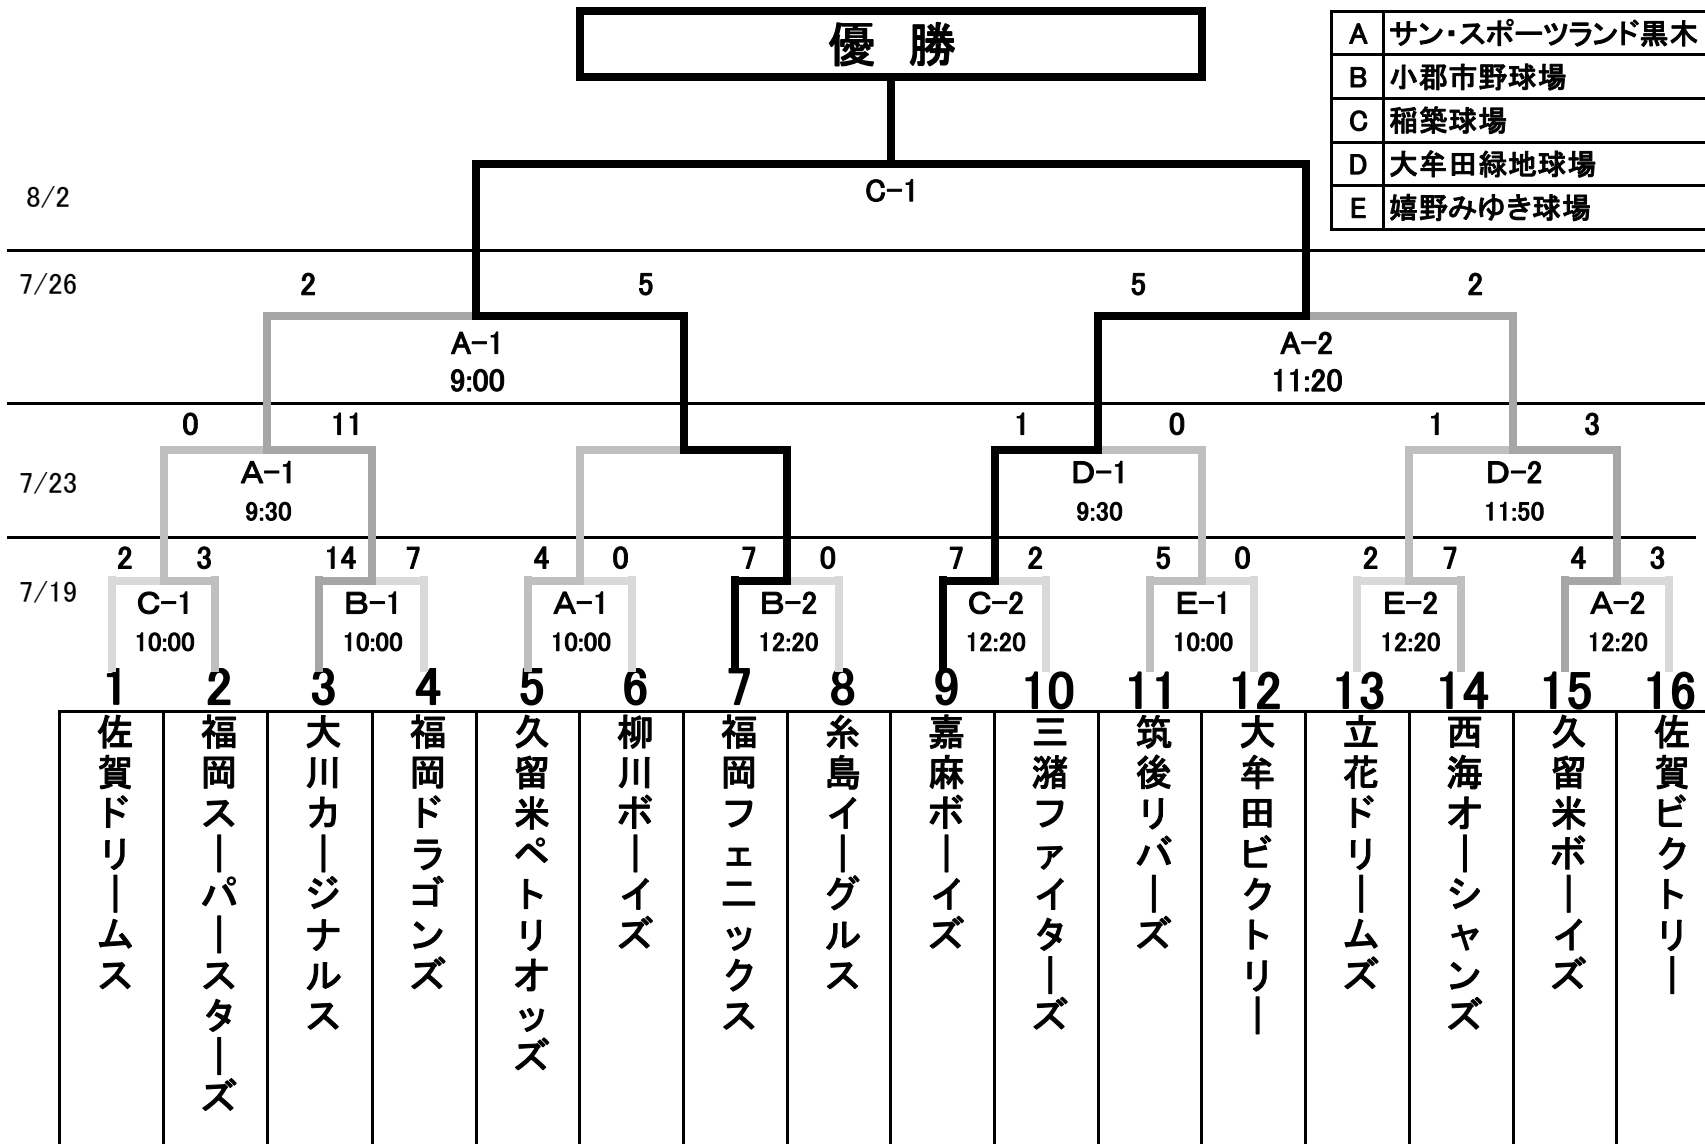 優 勝
A サン・スポーツランド黒木
B 小郡市野球場
C 稲築球場
D 大牟田緑地球場
E 嬉野みゆき球場
8/2
C-1
7/26
2 5 5 2
A-1 A-2
9:00 11:20
0 11 1 0 1 3
7/23
A-1 D-1 D-2
9:30 9:30 11:50
2 3 14 7 4 0 7 0 7 2 5 0 2 7 4 3
7/19
C-1 B-1 A-1 B-2 C-2 E-1 E-2 A-2
10:00 10:00 10:00 12:20 12:20 10:00 12:20 12:20
1 2 3 4 5 6 7 8 9 10 11 12 13 14 15 16
佐賀ドリームス
福岡スーパースターズ
大川カージナルス
福岡ドラゴンズ
久留米ペトリオッズ
柳川ボーイズ
福岡フェニックス
糸島イーグルス
嘉麻ボーイズ
三潴ファイターズ
筑後リバーズ
大牟田ビクトリー
立花ドリームズ
西海オーシャンズ
久留米ボーイズ
佐賀ビクトリー